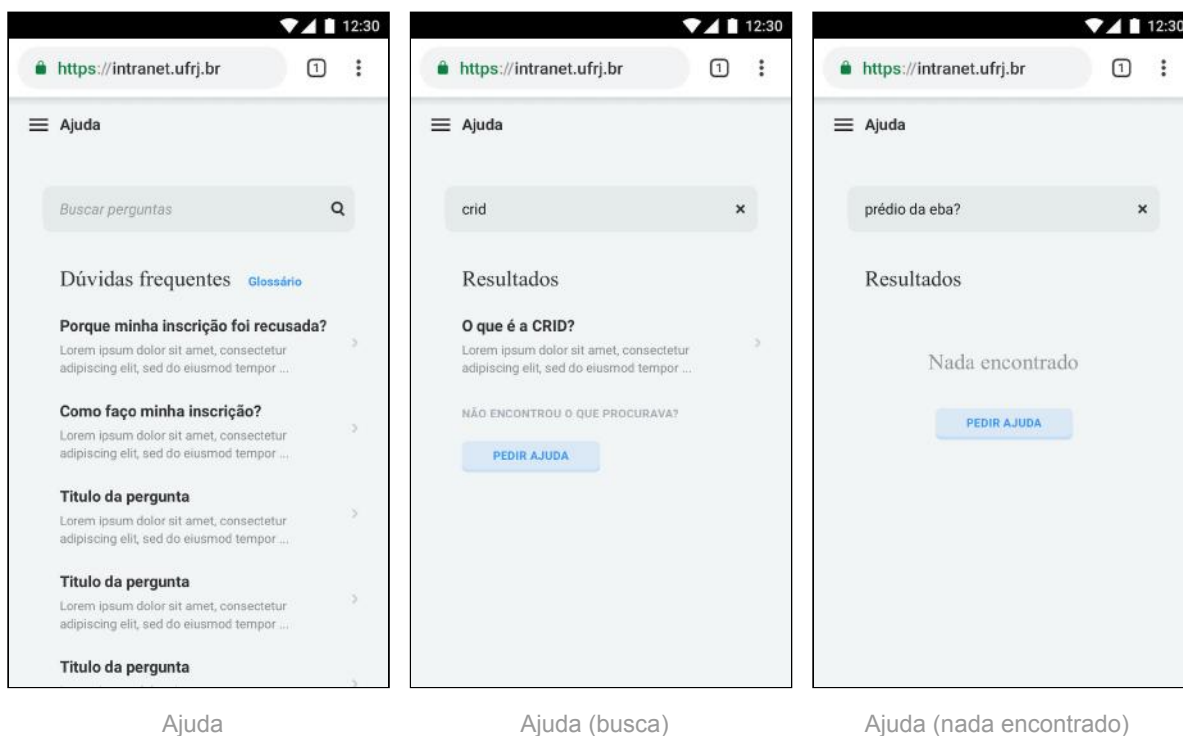 12:30
https://intranet.ufrj.br
1
Ajuda
Buscar perguntas
Dúvidas frequentes Glossário
Porque minha inscrição foi recusada?
Lorem ipsum dolor sit amet, consectetur
adipiscing elit, sed do eiusmod tempor ...
Como faço minha inscrição?
Lorem ipsum dolor sit amet, consectetur
adipiscing elit, sed do eiusmod tempor ...
Titulo da pergunta
Lorem ipsum dolor sit amet, consectetur
adipiscing elit, sed do eiusmod tempor ...
Titulo da pergunta
Lorem ipsum dolor sit amet, consectetur
adipiscing elit, sed do eiusmod tempor ...
Titulo da pergunta
Ajuda
12:30
https://intranet.ufrj.br
1
Ajuda
crid
Resultados
O que é a CRID?
Lorem ipsum dolor sit amet, consectetur
adipiscing elit, sed do eiusmod tempor ...
NÃO ENCONTROU O QUE PROCURAVA?
PEDIR AJUDA
Ajuda (busca)
12:30
https://intranet.ufrj.br
1
Ajuda
prédio da eba?
Resultados
Nada encontrado
PEDIR AJUDA
Ajuda (nada encontrado)